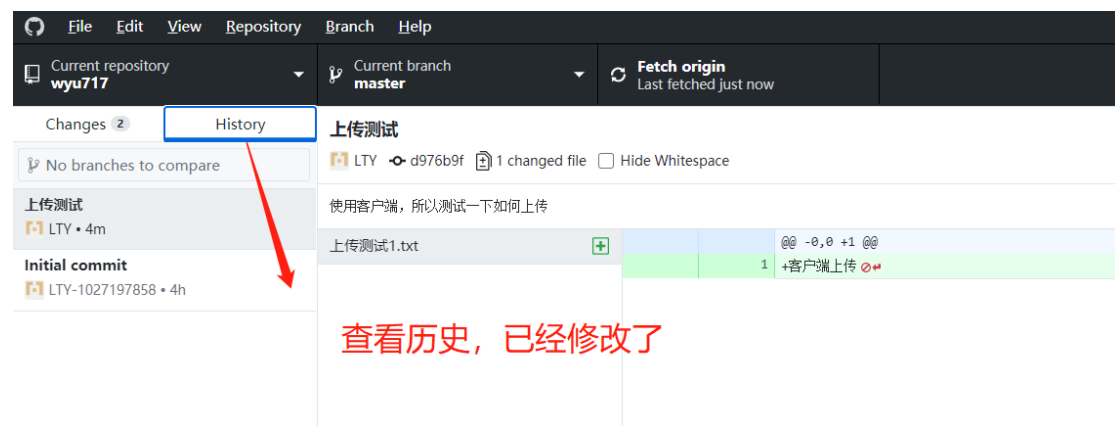 File Edit View Repository Branch Help
Current repository
wyu717
Current branch
master
Fetch origin
Last fetched just now
Changes 2
History
No branches to compare
上传测试
LTY • 4m
Initial commit
LTY-1027197858 • 4h
上传测试
LTY d976b9f 1 changed file Hide Whitespace
使用客户端，所以测试一下如何上传
上传测试1.txt
@@ -0,0 +1 @@
1 +客户端上传
查看历史，已经修改了